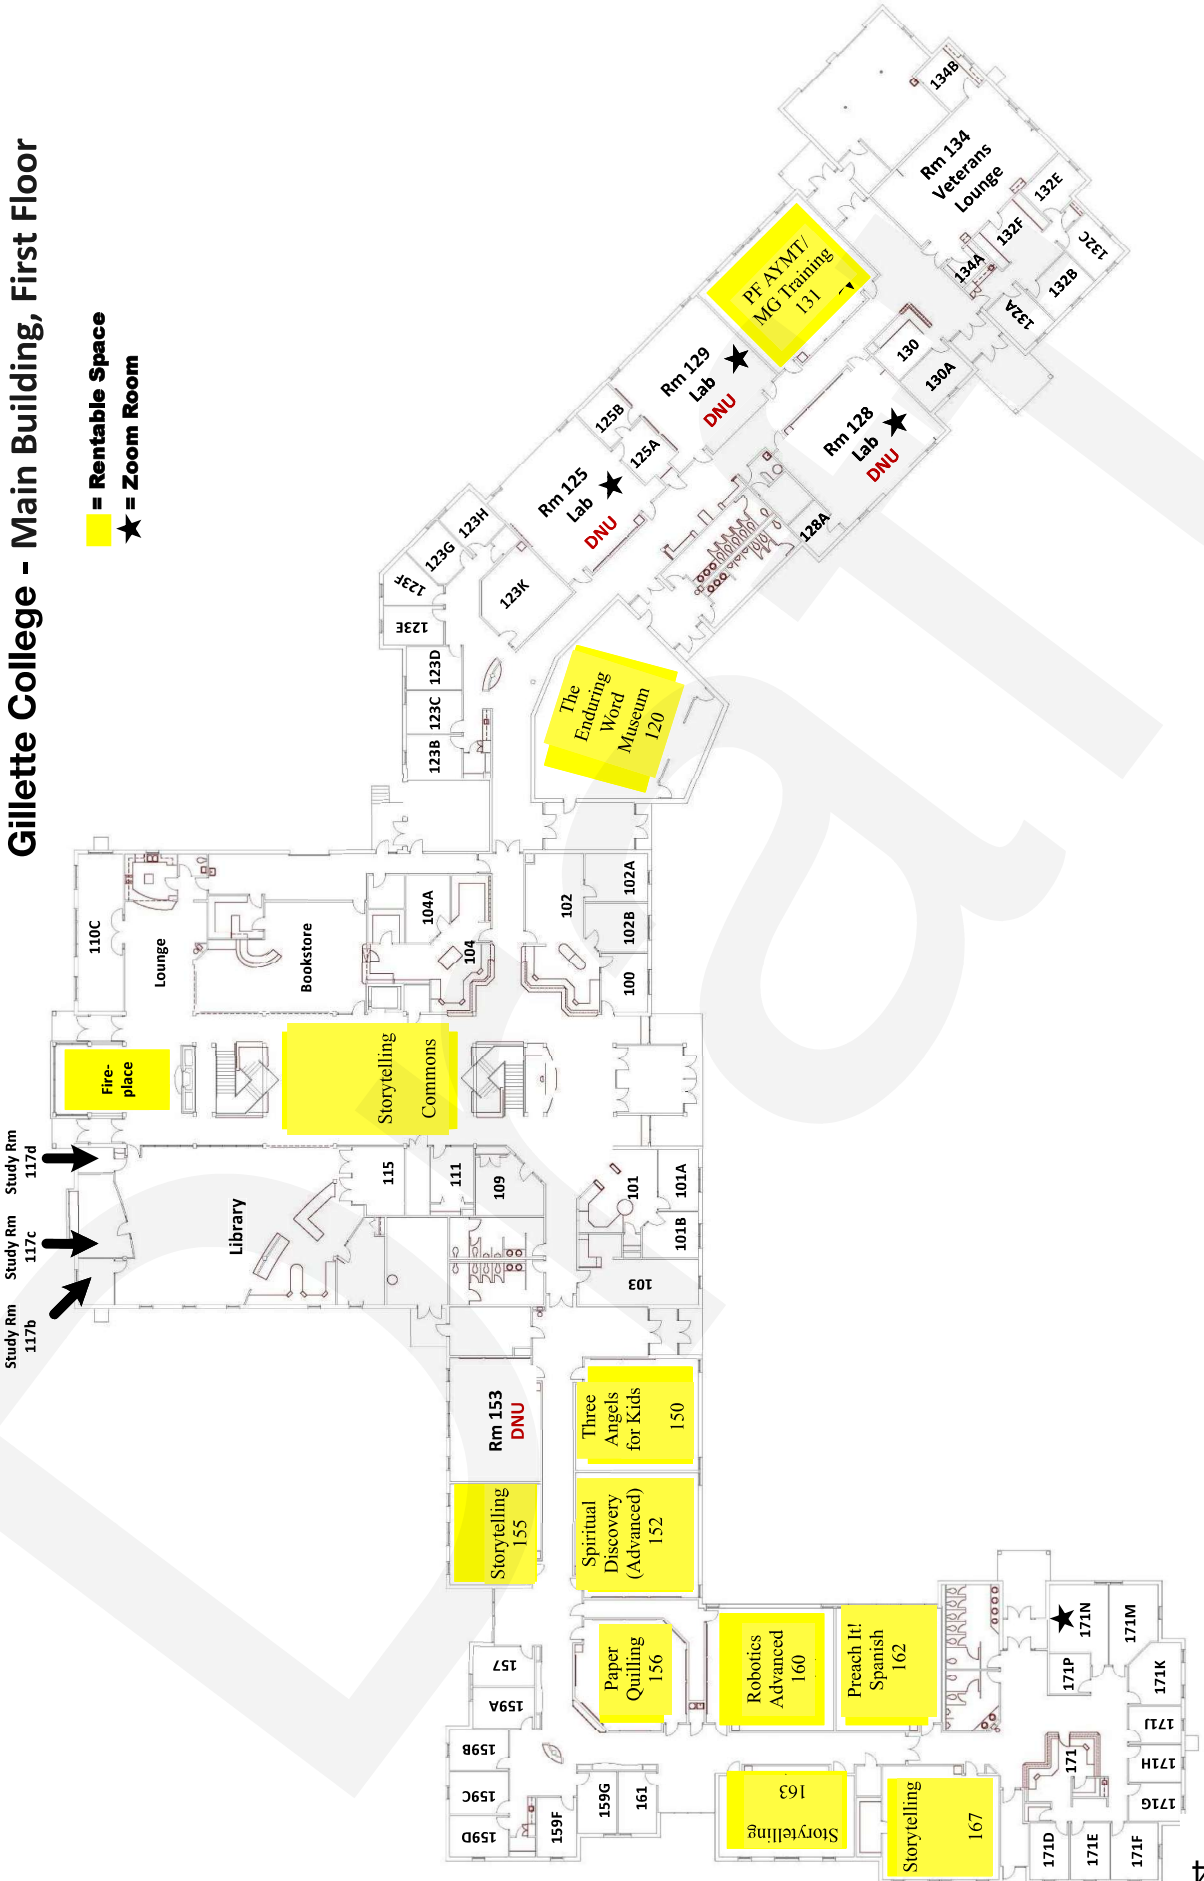 Gillette College - Main Building, First Floor
= Rentable Space
= Zoom Room
134B
Rm 134
Veterans
Lounge
132E
132F
132C
134A
132B
132A
PF AYMT/
MG Training
131
130
130A
Rm 129
Lab
DNU
Rm 128
Lab
DNU
128A
125B
125A
Rm 125
Lab
DNU
123H
123G
123F
123E
123K
123D
123C
123B
The
Enduring
Word
Museum
120
110C
Lounge
Bookstore
104A
104
102
102A
102B
100
Fire-
place
Storytelling
Commons
Study Rm
117d
Study Rm
117c
Study Rm
117b
Library
115
111
109
101
101A
101B
103
Rm 153
DNU
Three
Angels
for Kids
150
Storytelling
155
Spiritual
Discovery
(Advanced)
152
157
159A
159B
159C
159D
159F
159G
161
Paper
Quilling
156
Robotics
Advanced
160
Preach It!
Spanish
162
Storytelling
163
Storytelling
167
171N
171M
171P
171K
171J
171H
171G
171
171D
171E
171F
Draft